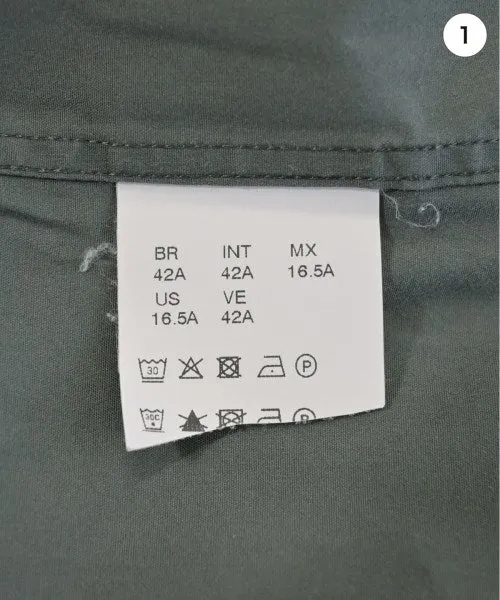 1
BR INT MX
42A 42A 16.5A
US VE
16.5A 42A
30 P